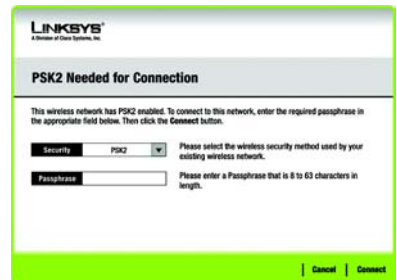 LINKSYS®
A Division of Cisco Systems, Inc.
PSK2 Needed for Connection
This wireless network has PSK2 enabled. To connect to this network, enter the required passphrase in
the appropriate field below. Then click the Connect button.
Security PSK2 Please select the wireless security method used by your
existing wireless network.
Passphrase Please enter a Passphrase that is 8 to 63 characters in
length.
Cancel Connect